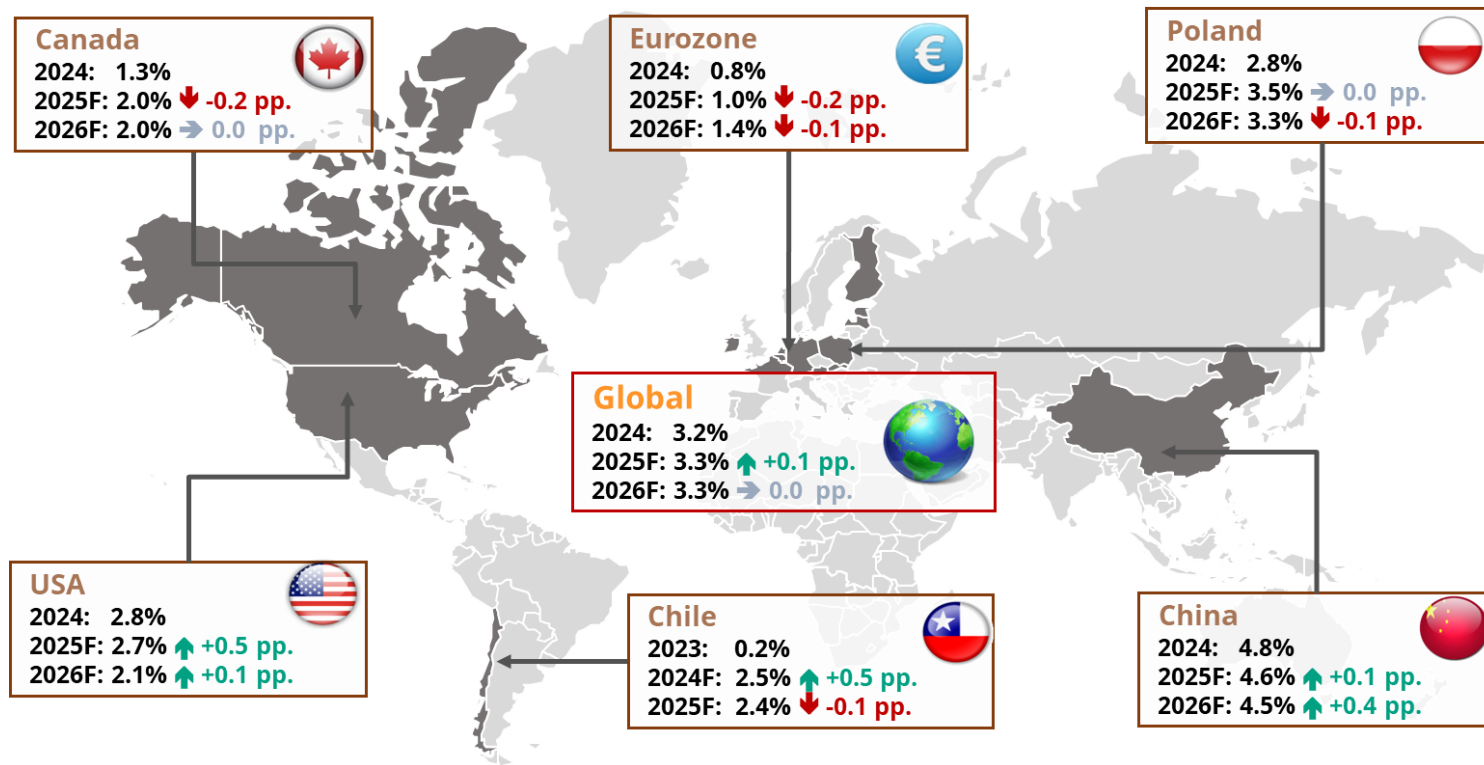 Canada
2024: 1.3%
2025F: 2.0% -0.2 pp.
2026F: 2.0% 0.0 pp.
Eurozone
€
2024: 0.8%
2025F: 1.0% -0.2 pp.
2026F: 1.4% -0.1 pp.
Poland
2024: 2.8%
2025F: 3.5% 0.0 pp.
2026F: 3.3% -0.1 pp.
Global
2024: 3.2%
2025F: 3.3% +0.1 pp.
2026F: 3.3% 0.0 pp.
USA
2024: 2.8%
2025F: 2.7% +0.5 pp.
2026F: 2.1% +0.1 pp.
Chile
2023: 0.2%
2024F: 2.5% +0.5 pp.
2025F: 2.4% -0.1 pp.
China
2024: 4.8%
2025F: 4.6% +0.1 pp.
2026F: 4.5% +0.4 pp.